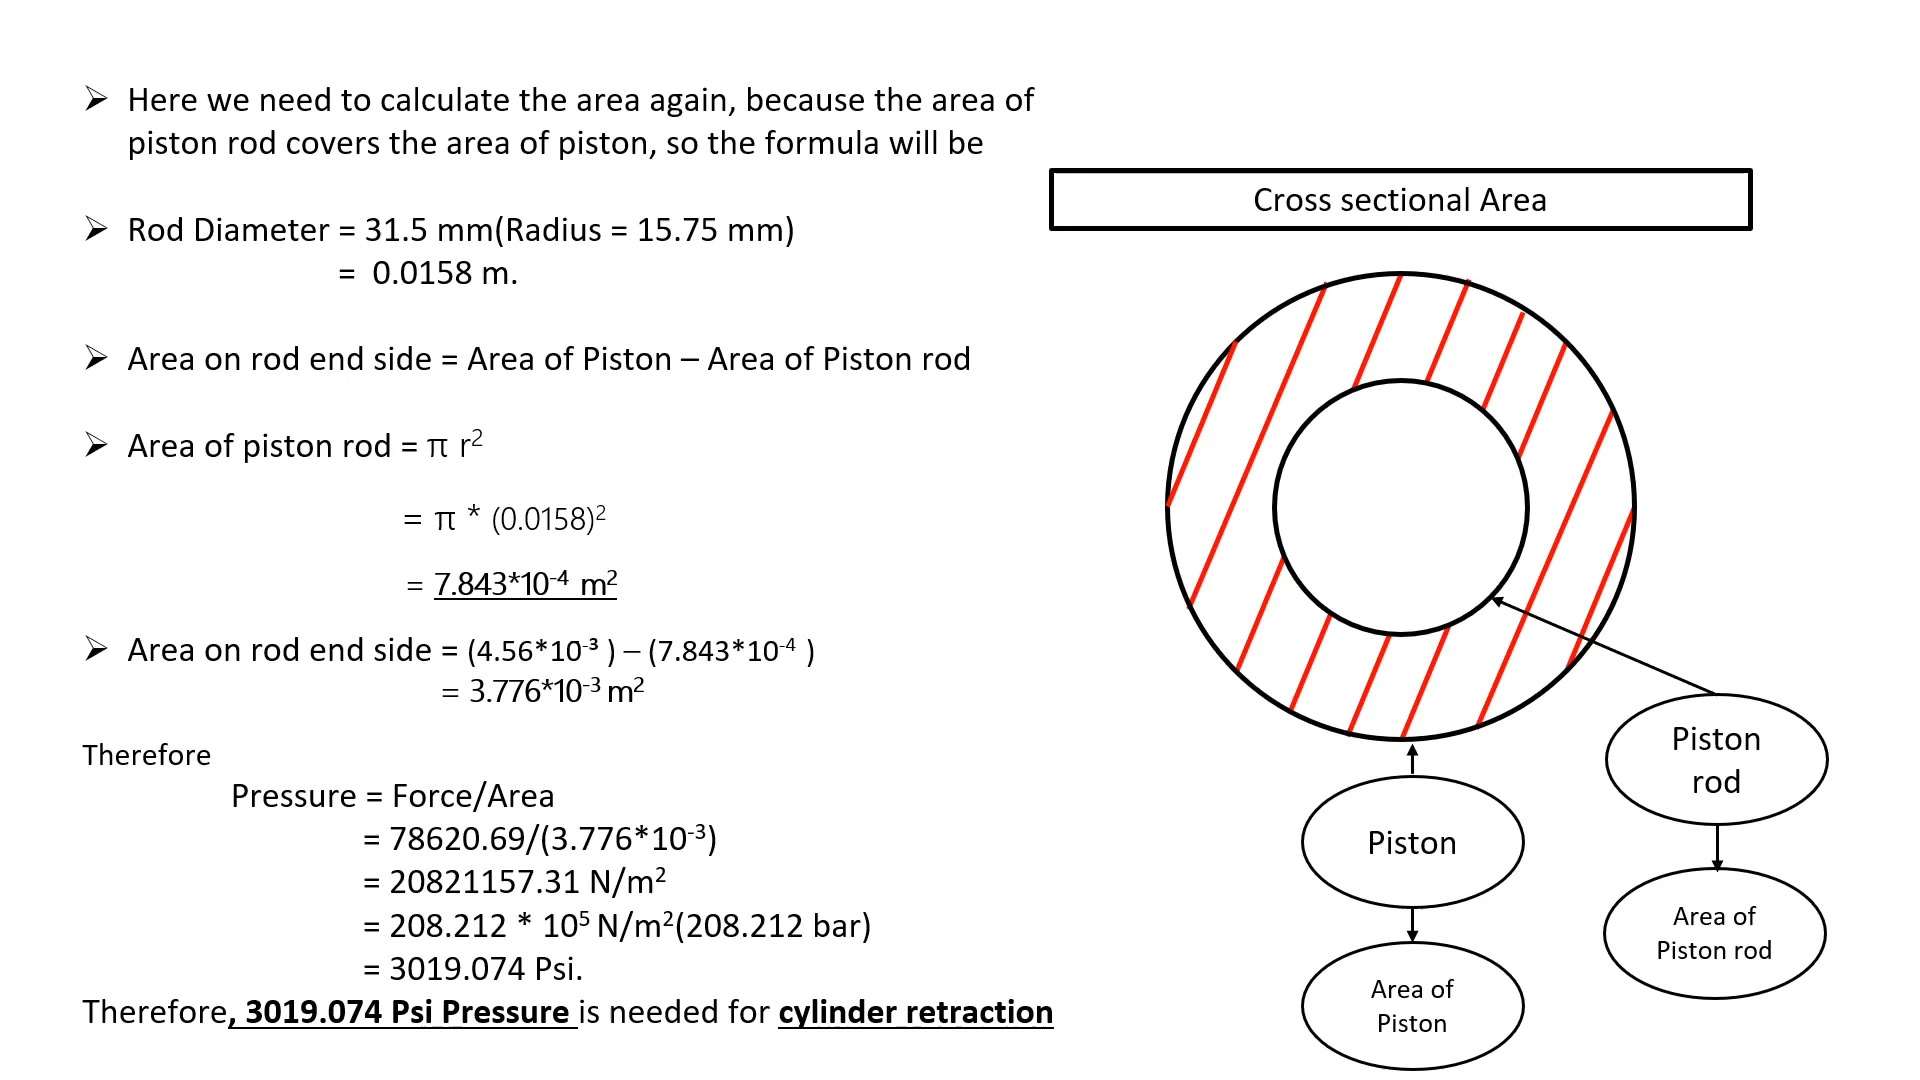 ➢ Here we need to calculate the area again, because the area of
piston rod covers the area of piston, so the formula will be
➢ Rod Diameter = 31.5 mm(Radius = 15.75 mm)
= 0.0158 m.
➢ Area on rod end side = Area of Piston – Area of Piston rod
➢ Area of piston rod = π r²
= π * (0.0158)²
= 7.843*10⁻⁴ m²
➢ Area on rod end side = (4.56*10⁻³ ) – (7.843*10⁻⁴ )
= 3.776*10⁻³ m²
Therefore
Pressure = Force/Area
= 78620.69/(3.776*10⁻³)
= 20821157.31 N/m²
= 208.212 * 10⁵ N/m²(208.212 bar)
= 3019.074 Psi.
Therefore, 3019.074 Psi Pressure is needed for cylinder retraction
Cross sectional Area
Piston
rod
Piston
Area of
Piston rod
Area of
Piston